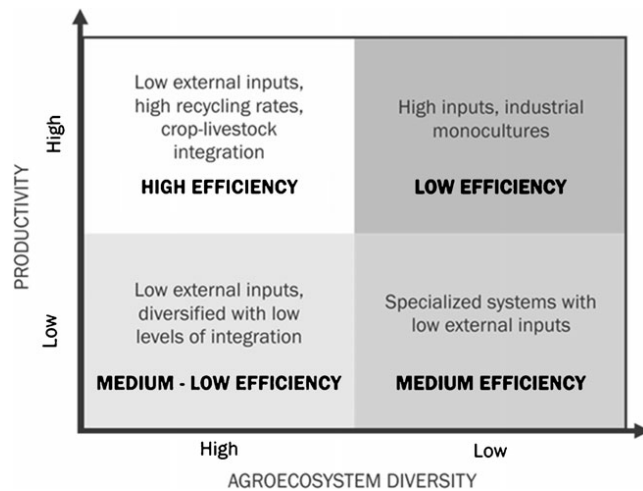 PRODUCTIVITY
High
Low
Low external inputs,
high recycling rates,
crop-livestock
integration
HIGH EFFICIENCY
High inputs, industrial
monocultures
LOW EFFICIENCY
Low external inputs,
diversified with low
levels of integration
MEDIUM - LOW EFFICIENCY
Specialized systems with
low external inputs
MEDIUM EFFICIENCY
High
Low
AGROECOSYSTEM DIVERSITY